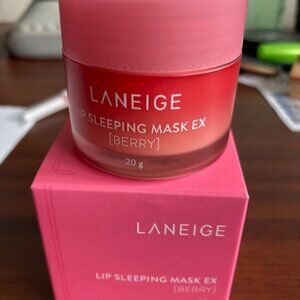 LANEIGE
LIP SLEEPING MASK EX
[BERRY]
20 g
LANEIGE
LIP SLEEPING MASK EX
[BERRY]